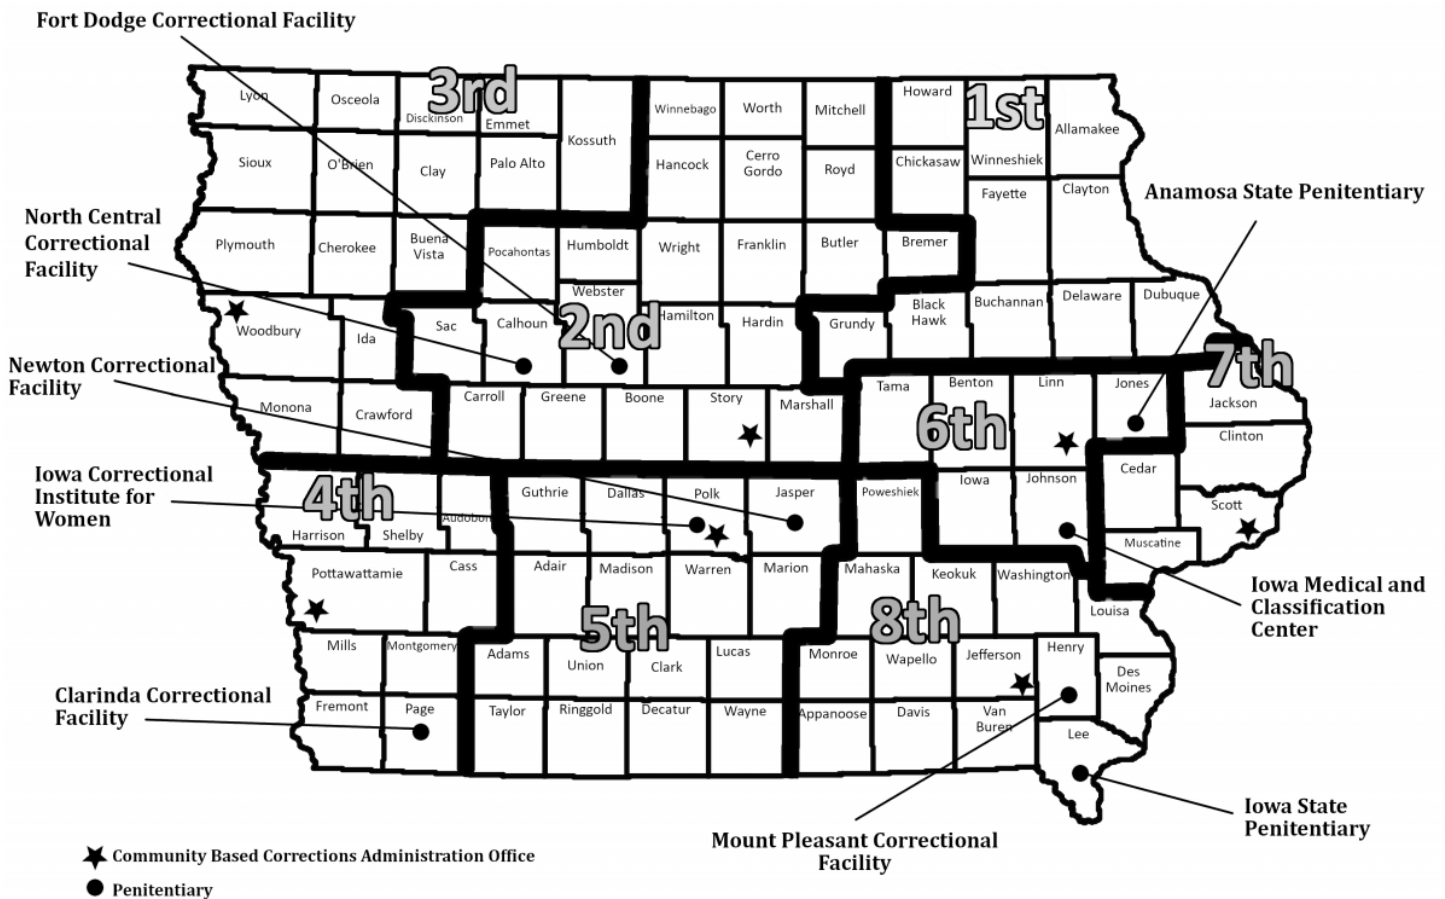 Fort Dodge Correctional Facility
3rd
1st
Lyon
Osceola
Disckinson
Emmet
Kossuth
Winnebago
Worth
Mitchell
Howard
Allamakee
Sioux
O'Brien
Clay
Palo Alto
Hancock
Cerro
Gordo
Royd
Chickasaw
Winneshiek
Fayette
Clayton
Anamosa State Penitentiary
North Central
Correctional
Facility
Plymouth
Cherokee
Buena
Vista
Pocahontas
Humboldt
Wright
Franklin
Butler
Bremer
Webster
2nd
Woodbury
Ida
Sac
Calhoun
Hamilton
Hardin
Grundy
Black
Hawk
Buchannan
Delaware
Dubuque
7th
Newton Correctional
Facility
Monona
Crawford
Carroll
Greene
Boone
Story
Marshall
Tama
Benton
Linn
Jones
Jackson
6th
Clinton
Iowa Correctional
Institute for
Women
4th
Harrison
Shelby
Audobon
Guthrie
Dallas
Polk
Jasper
Poweshiek
Iowa
Johnson
Cedar
Scott
Muscatine
Pottawattamie
Cass
Adair
Madison
Warren
Marion
Mahaska
Keokuk
Washington
Louisa
Iowa Medical and
Classification
Center
5th
8th
Mills
Montgomery
Adams
Union
Clark
Lucas
Monroe
Wapello
Jefferson
Henry
Des
Moines
Clarinda Correctional
Facility
Fremont
Page
Taylor
Ringgold
Decatur
Wayne
Appanoose
Davis
Van
Buren
Lee
Iowa State
Penitentiary
Mount Pleasant Correctional
Facility
Community Based Corrections Administration Office
Penitentiary